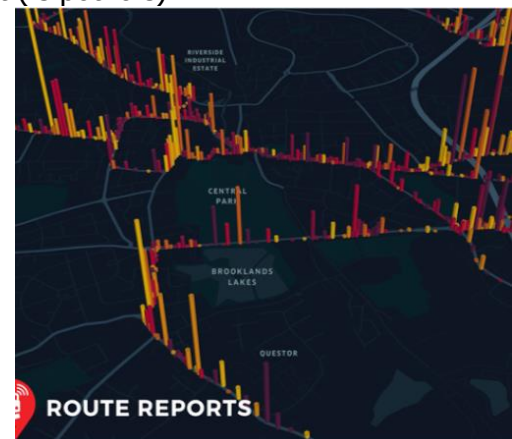 RIVERSIDE
INDUSTRIAL
ESTATE
CENTRAL
PARK
BROOKLANDS
LAKES
QUESTOR
ROUTE REPORTS